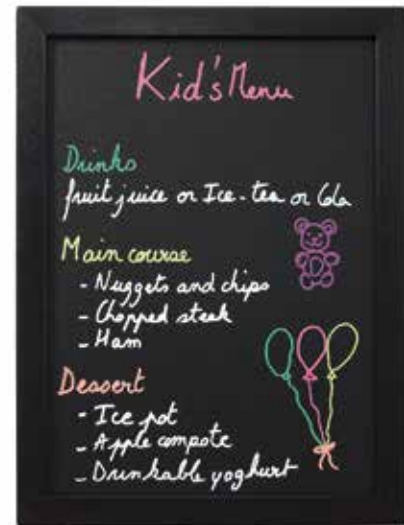 Kid's Menu
Drinks
fruit juice or Ice-tea or Cola
Main course
- Nuggets and chips
- Chopped steak
- Ham
Dessert
- Ice pot
- Apple compote
- Drinkable yoghurt